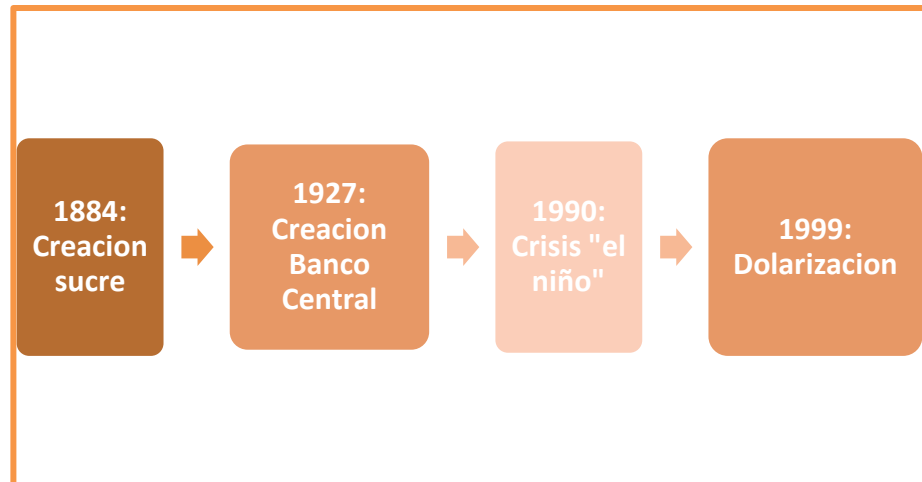 1884:
Creacion
sucre
1927:
Creacion
Banco
Central
1990:
Crisis "el
niño"
1999:
Dolarizacion